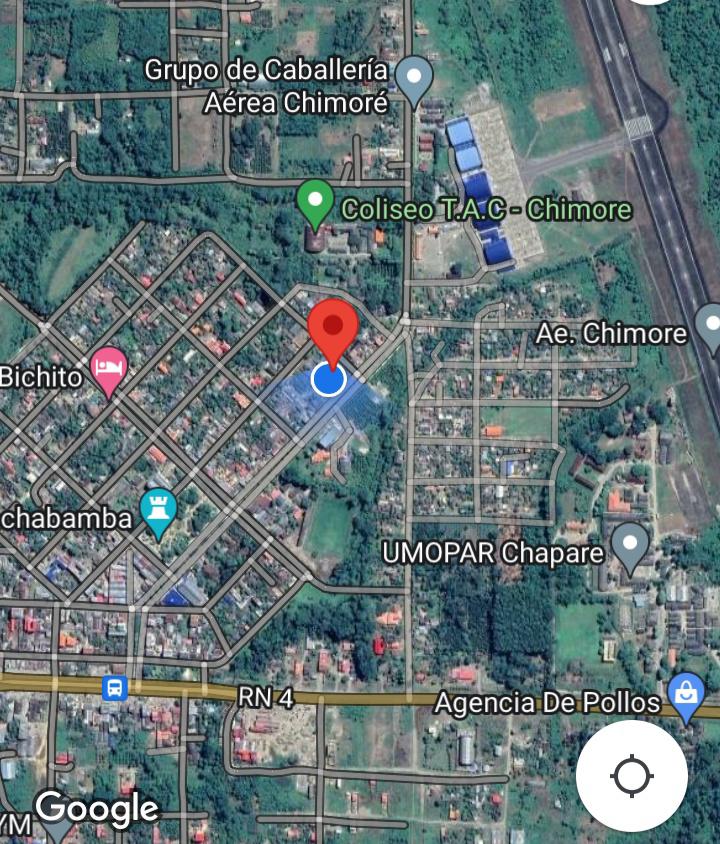 Grupo de Caballería
Aérea Chimoré
Coliseo T.A.C - Chimore
Ae. Chimore
Bichito
chabamba
UMOPAR Chapare
RN 4
Agencia De Pollos
Google
YM